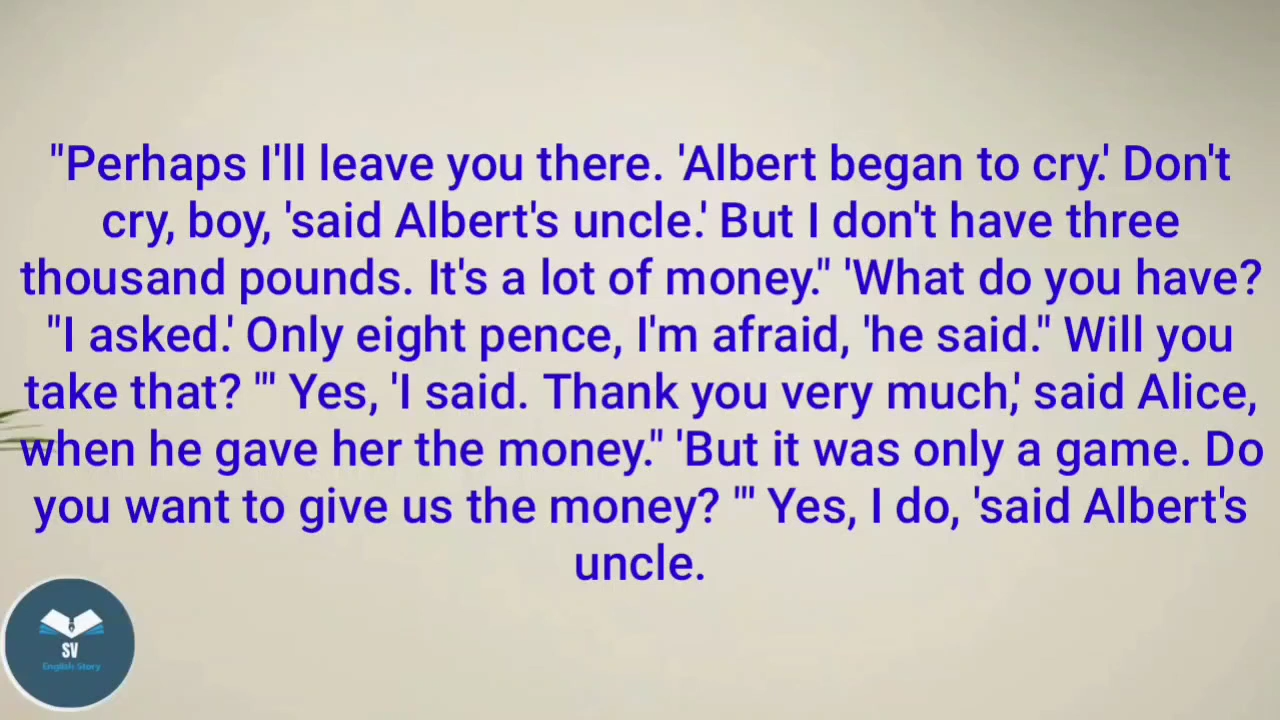 "Perhaps I'll leave you there. 'Albert began to cry.' Don't
cry, boy, 'said Albert's uncle.' But I don't have three
thousand pounds. It's a lot of money." 'What do you have?
"I asked.' Only eight pence, I'm afraid, 'he said." Will you
take that? '" Yes, 'I said. Thank you very much,' said Alice,
when he gave her the money." 'But it was only a game. Do
you want to give us the money? '" Yes, I do, 'said Albert's
uncle.
SV
English Story